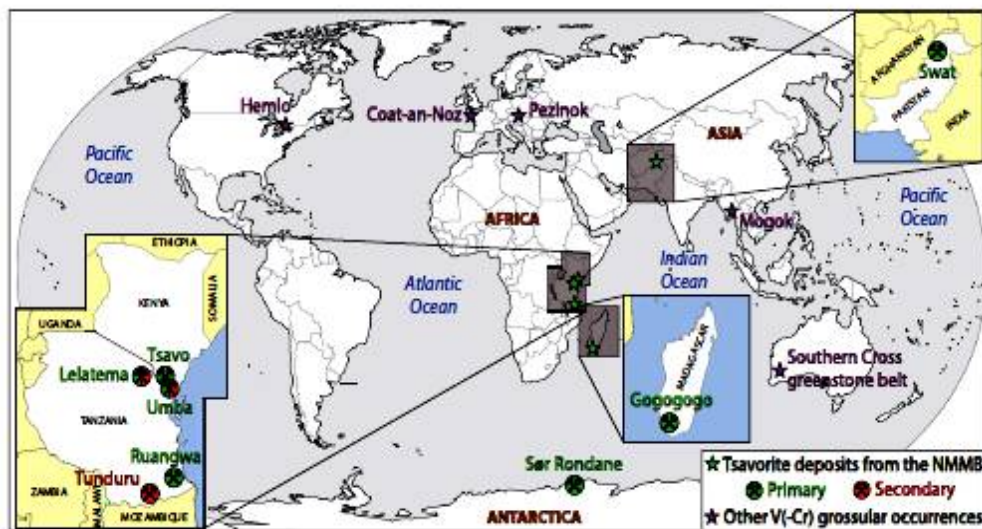 Hemlo
Coat-an-Noz
Pezinok
ASIA
Pacific
Ocean
AFRICA
Mogok
Pacific
Ocean
Atlantic
Ocean
Indian
Ocean
Southern Cross
greenstone belt
Sør Rondane
ANTARCTICA
AFGHANISTAN
Swat
PAKISTAN
INDIA
ETHIOPIA
KENYA
SOMALIA
UGANDA
Tsavo
Lelatema
Umba
TANZANIA
Ruangwa
Tunduru
ZAMBIA
MALAWI
MOZAMBIQUE
MADAGASCAR
Gogogogo
Tsavorite deposits from the NMMB
Primary
Secondary
Other V(-Cr) grossular occurrences